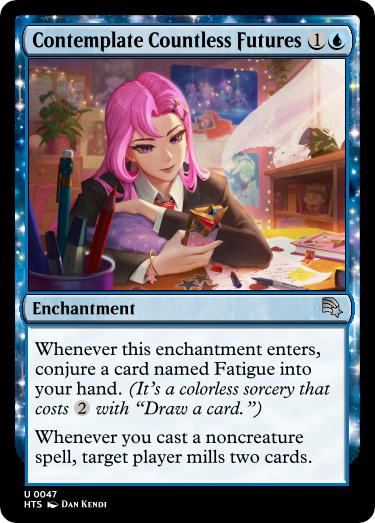 Contemplate Countless Futures 1
Enchantment
Whenever this enchantment enters,
conjure a card named Fatigue into
your hand. (It's a colorless sorcery that
costs 2 with “Draw a card.”)
Whenever you cast a noncreature
spell, target player mills two cards.
U 0047
HTS DAN KENDI